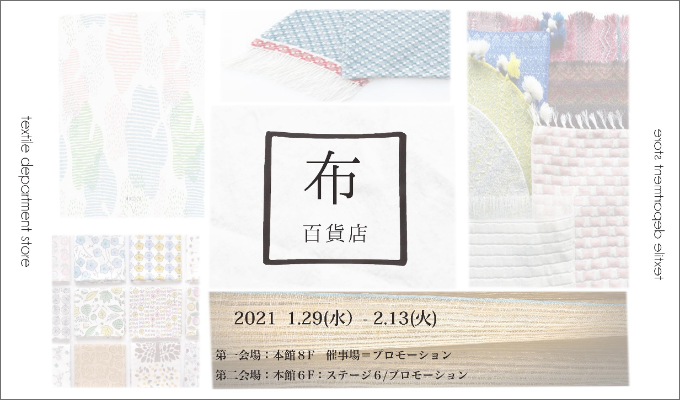 textile department store
布
百貨店
textile department store
2021 1.29(水) - 2.13(火)
第一会場：本館８F 催事場＝プロモーション
第二会場：本館６F：ステージ６/プロモーション